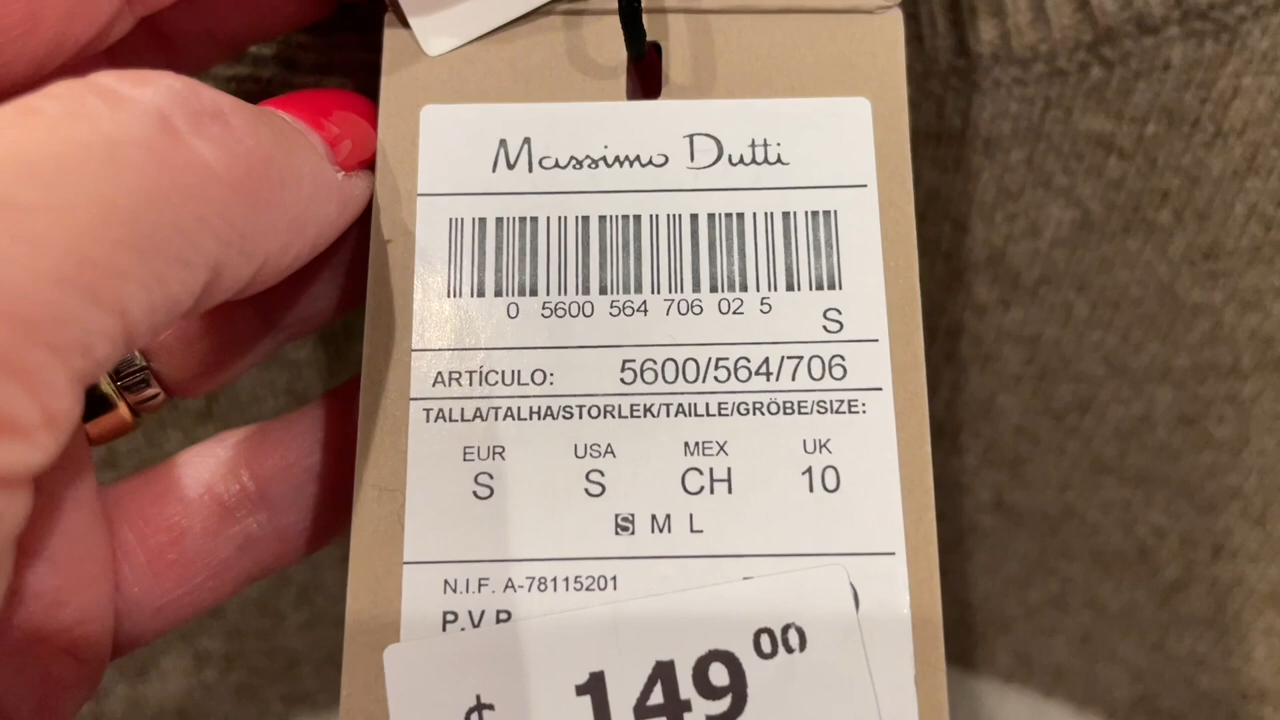 Massimo Dutti
0 5600 564 706 02 5
S
ARTÍCULO: 5600/564/706
TALLA/TALHA/STORLEK/TAILLE/GRÖBE/SIZE:
EUR USA MEX UK
S S CH 10
S M L
N.I.F. A-78115201
P.V.P
$ 149 00